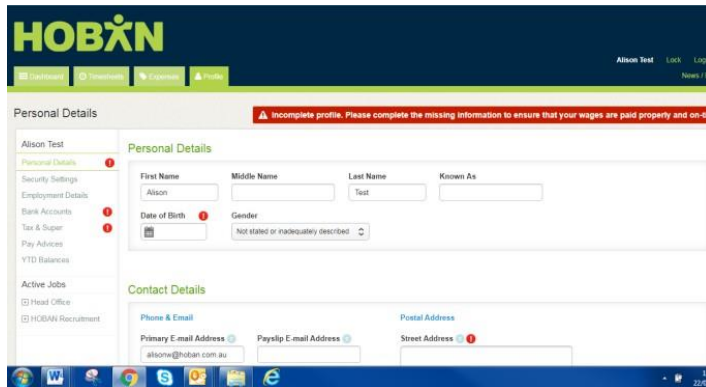 HOBAN
Alison Test Lock
News /
Dashboard Timesheets Expenses Profile
Personal Details
Incomplete profile. Please complete the missing information to ensure that your wages are paid properly and on-
Alison Test
Personal Details
Security Settings
Employment Details
Bank Accounts
Tax & Super
Pay Advices
YTD Balances
Active Jobs
Head Office
HOBAN Recruitment
Personal Details
First Name Middle Name Last Name Known As
Alison Test
Date of Birth Gender
Not stated or inadequately described
Contact Details
Phone & Email Postal Address
Primary E-mail Address Payslip E-mail Address Street Address
alisonw@hoban.com.au